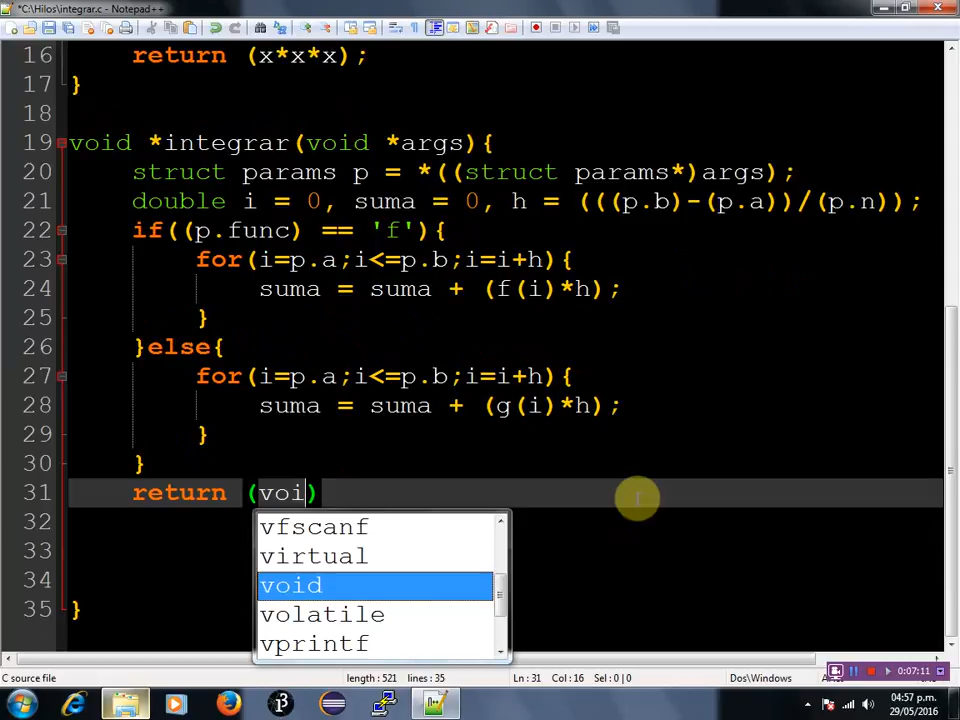 *C:\Hilos\integrar.c - Notepad++
16 return (x*x*x);
17 }
18
19 void *integrar(void *args){
20 struct params p = *((struct params*)args);
21 double i = 0, suma = 0, h = (((p.b)-(p.a))/(p.n));
22 if((p.func) == 'f'){
23 for(i=p.a;i<=p.b;i=i+h){
24 suma = suma + (f(i)*h);
25 }
26 }else{
27 for(i=p.a;i<=p.b;i=i+h){
28 suma = suma + (g(i)*h);
29 }
30 }
31 return (voi)
32 vfscanf
33 virtual
void
34 volatile
35 } vprintf
C source file length : 521 lines : 35 Ln : 31 Col : 16 Sel : 0 | 0 Dos\Windows
0:07:11
04:57 p.m.
29/05/2016